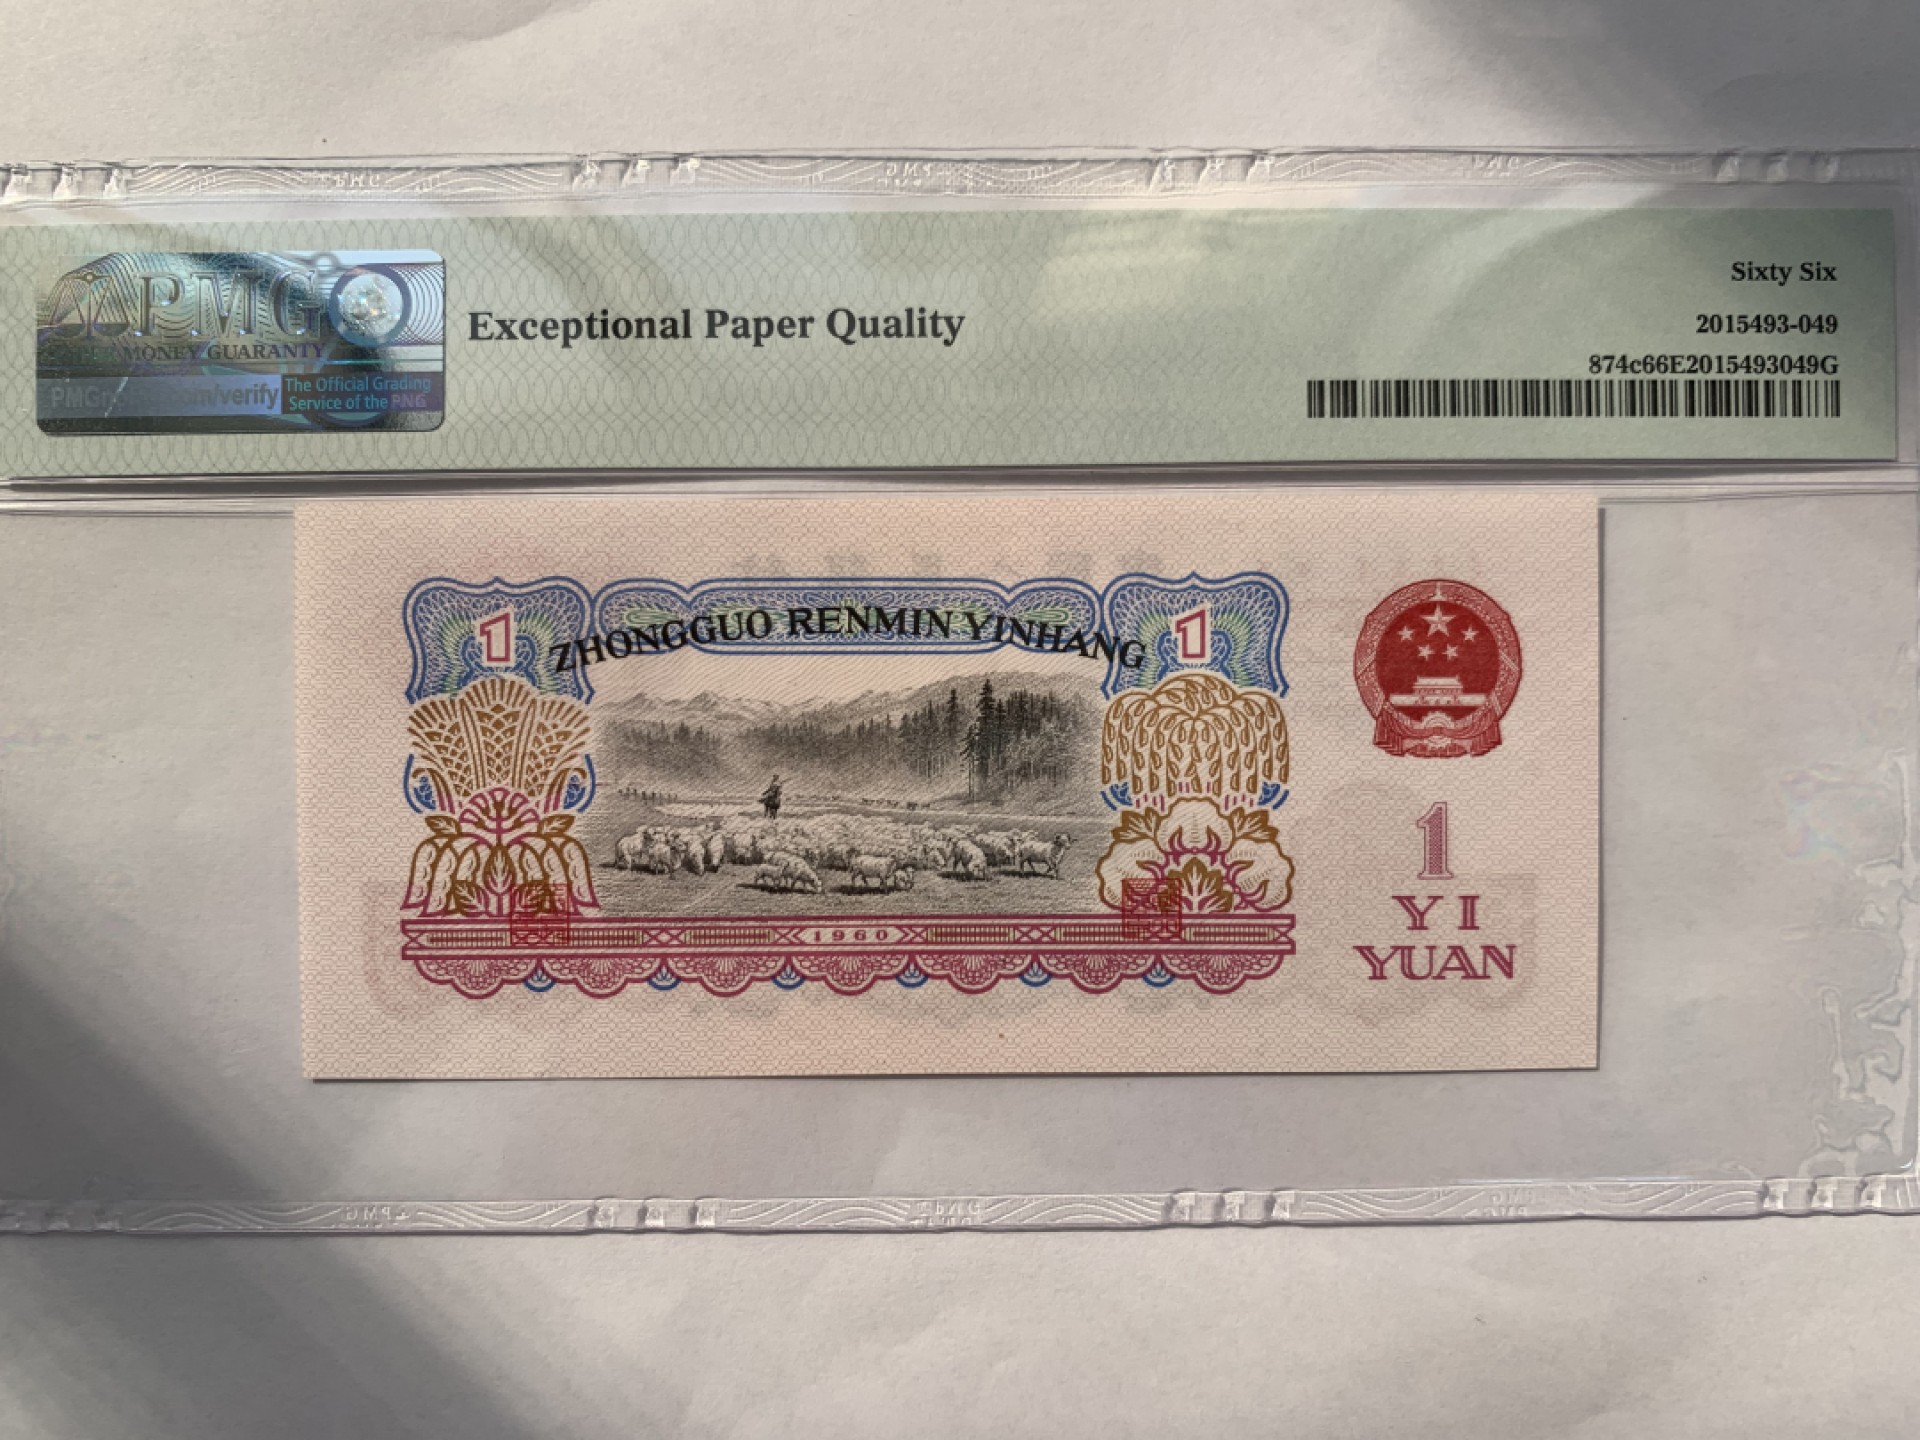 PMG
MONEY GUARANTY
The Official Grading
Service of the PNG
Exceptional Paper Quality
Sixty Six
2015493-049
874c66E2015493049G
1
ZHONGGUO RENMIN YINHANG
1
1960
1
YI
YUAN